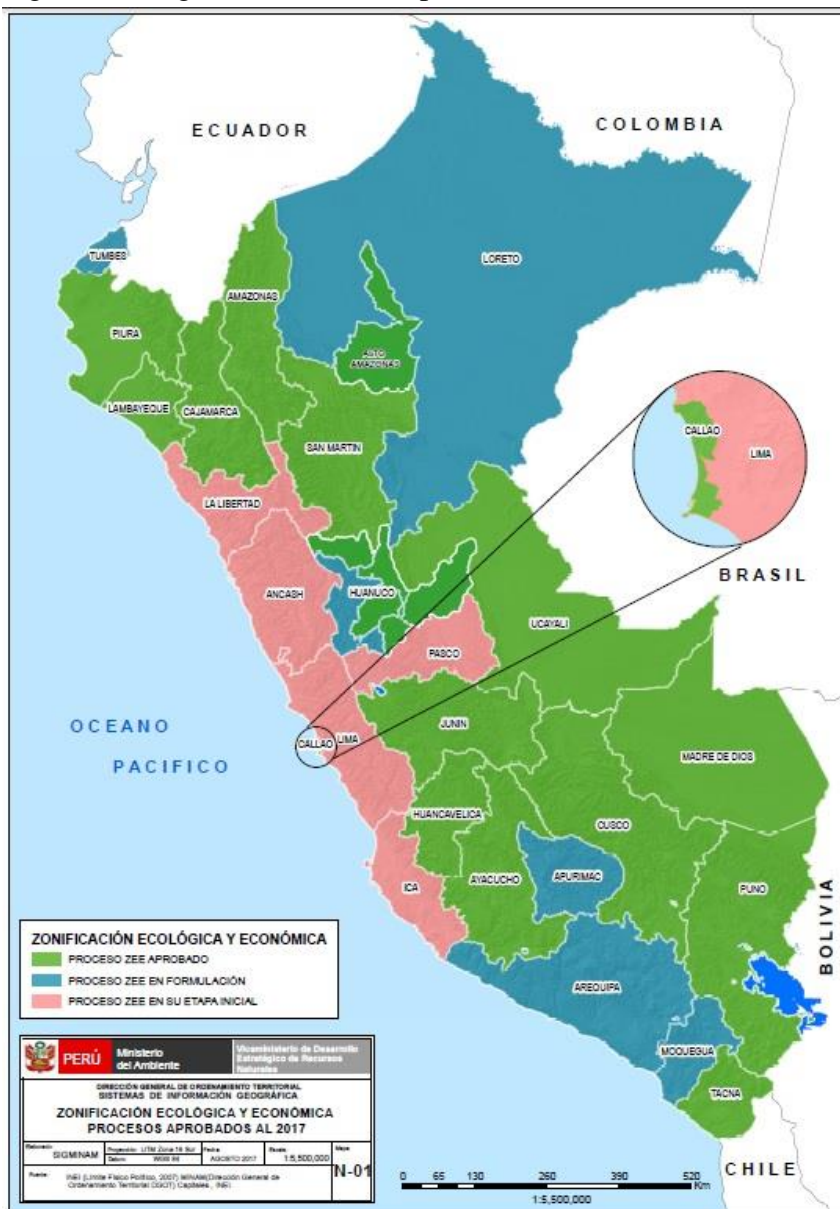 ECUADOR
COLOMBIA
TUMBES
LORETO
AMAZONAS
PIURA
ALTO
AMAZONAS
LAMBAYEQUE
CAJAMARCA
SAN MARTIN
CALLAO
LIMA
LA LIBERTAD
BRASIL
ANCASH
HUANUCO
UCAYALI
PASCO
OCEANO
PACIFICO
JUNIN
CALLAO
LIMA
MADRE DE DIOS
HUANCAVELICA
CUSCO
ICA
AYACUCHO
APURIMAC
PUNO
BOLIVIA
AREQUIPA
MOQUEGUA
TACNA
CHILE
ZONIFICACIÓN ECOLÓGICA Y ECONÓMICA
PROCESO ZEE APROBADO
PROCESO ZEE EN FORMULACIÓN
PROCESO ZEE EN SU ETAPA INICIAL
PERÚ
Ministerio
del Ambiente
Viceministerio de Desarrollo
Estratégico de Recursos
Naturales
DIRECCIÓN GENERAL DE ORDENAMIENTO TERRITORIAL
SISTEMAS DE INFORMACIÓN GEOGRÁFICA
ZONIFICACIÓN ECOLÓGICA Y ECONÓMICA
PROCESOS APROBADOS AL 2017
SIGMINAM
AGOSTO 2017
1:5,500,000
N-01
0 65 130 260 390 520
Km
1:5,500,000